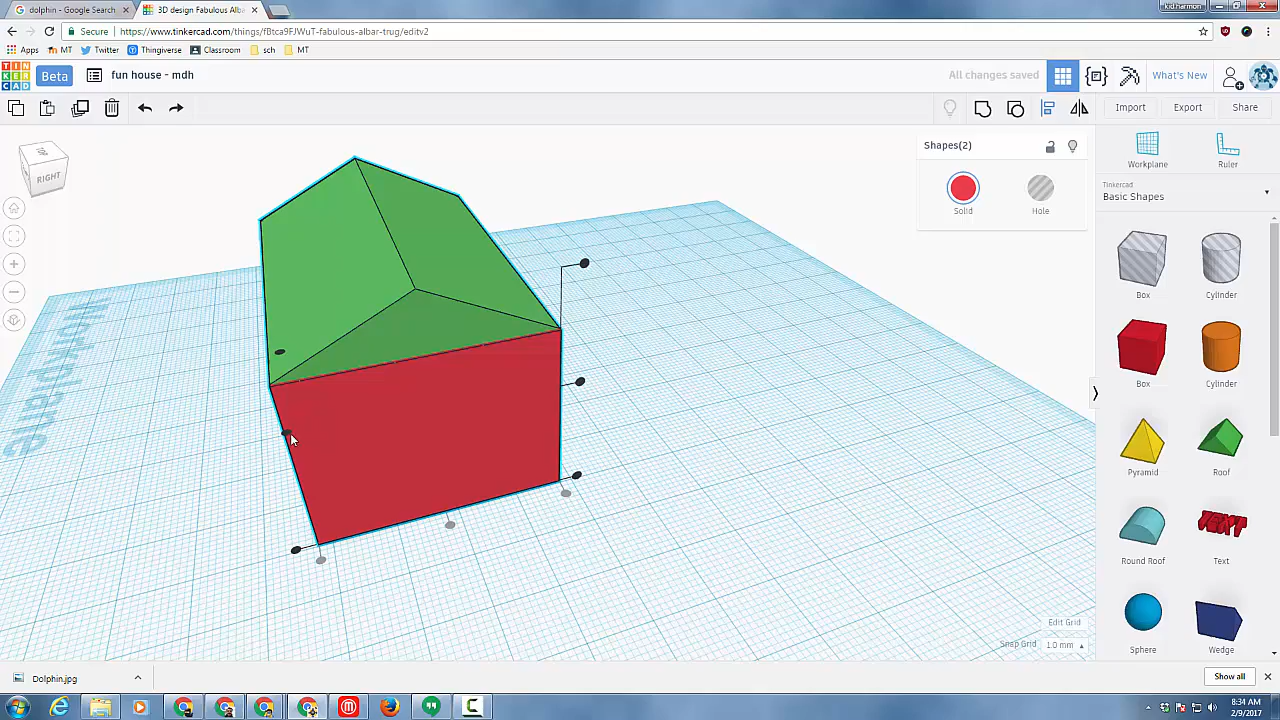 dolphin - Google Search
3D design Fabulous Alba
kid.harmon
Secure
https://www.tinkercad.com/things/fBtca9FJWuT-fabulous-albar-trug/editv2
Apps
MT
Twitter
Thingiverse
Classroom
sch
MT
TIN
KER
CAD
Beta
fun house - mdh
All changes saved
What's New
Import
Export
Share
Shapes(2)
Solid
Hole
RIGHT
Workplane
Workplane
Ruler
Tinkercad
Basic Shapes
Box
Cylinder
Box
Cylinder
Pyramid
Roof
Round Roof
TEXT
Text
Sphere
Wedge
Edit Grid
Snap Grid 1.0 mm
Dolphin.jpg
Show all
8:34 AM
2/9/2017